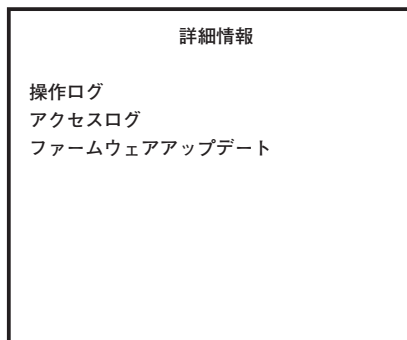 詳細情報
操作ログ
アクセスログ
ファームウェアアップデート